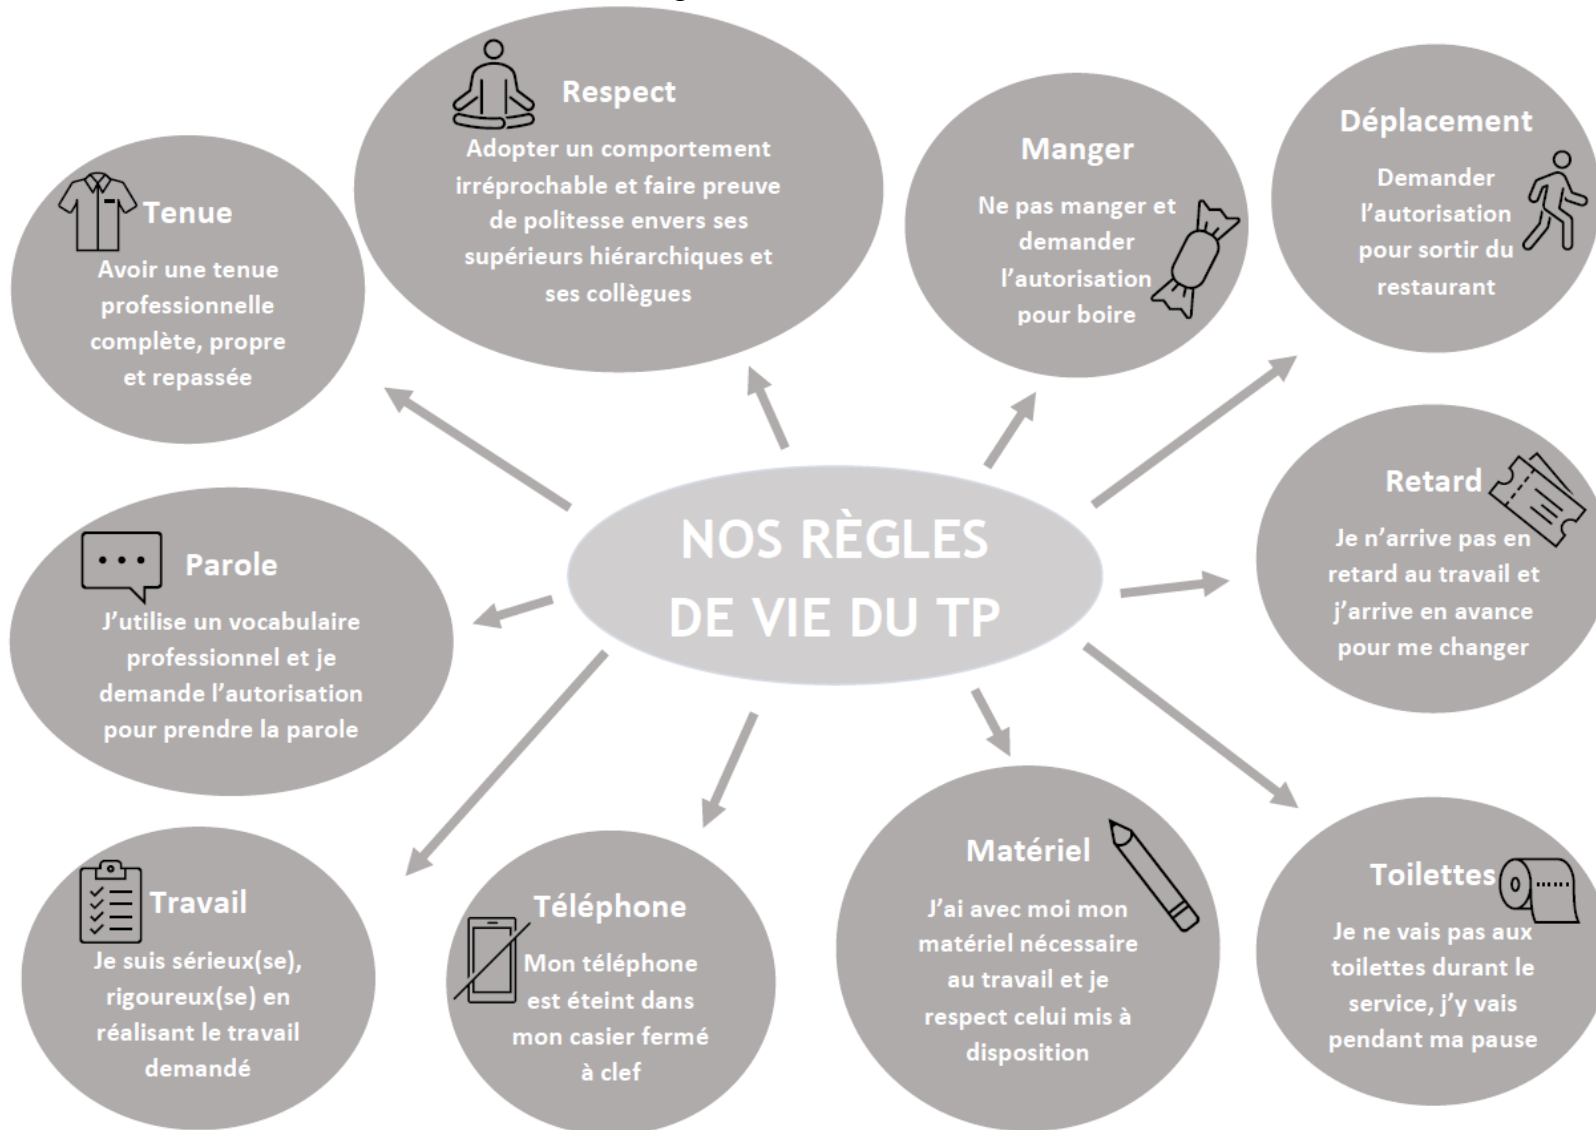 Respect
Adopter un comportement
irréprochable et faire preuve
de politesse envers ses
supérieurs hiérarchiques et
ses collègues
Manger
Ne pas manger et
demander
l'autorisation
pour boire
Déplacement
Demander
l'autorisation
pour sortir du
restaurant
Tenue
Avoir une tenue
professionnelle
complète, propre
et repassée
NOS RÈGLES
DE VIE DU TP
Retard
Je n'arrive pas en
retard au travail et
j'arrive en avance
pour me changer
Parole
J'utilise un vocabulaire
professionnel et je
demande l'autorisation
pour prendre la parole
Travail
Je suis sérieux(se),
rigoureux(se) en
réalisant le travail
demandé
Téléphone
Mon téléphone
est éteint dans
mon casier fermé
à clef
Matériel
J'ai avec moi mon
matériel nécessaire
au travail et je
respect celui mis à
disposition
Toilettes
Je ne vais pas aux
toilettes durant le
service, j'y vais
pendant ma pause